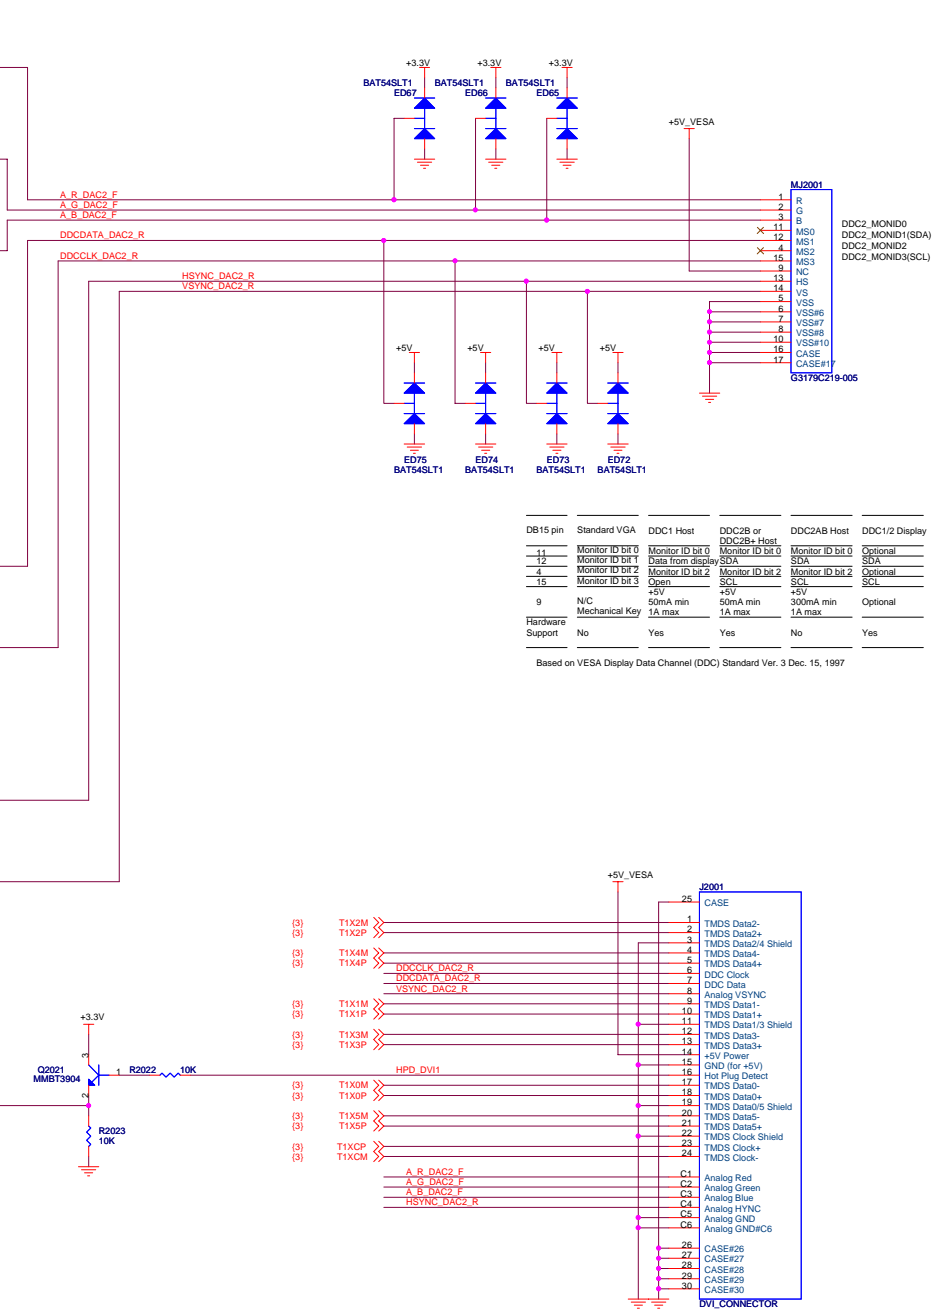 +3.3V +3.3V +3.3V
BAT54SLT1 BAT54SLT1 BAT54SLT1
ED67 ED66 ED65
+5V_VESA
MJ2001
A_R_DAC2_F 1 R
A_G_DAC2_F 2 G
A_B_DAC2_F 3 B
11 MS0 DDC2_MONID0
DDCDATA_DAC2_R 12 MS1 DDC2_MONID1(SDA)
4 MS2 DDC2_MONID2
DDCCLK_DAC2_R 15 MS3 DDC2_MONID3(SCL)
9 NC
HSYNC_DAC2_R 13 HS
VSYNC_DAC2_R 14 VS
5 VSS
6 VSS#6
7 VSS#7
8 VSS#8
10 VSS#10
16 CASE
17 CASE#17
G3179C219-005
+5V +5V +5V +5V
ED75 ED74 ED73 ED72
BAT54SLT1 BAT54SLT1 BAT54SLT1 BAT54SLT1
DB15 pin Standard VGA DDC1 Host DDC2B or DDC2AB Host DDC1/2 Display
DDC2B+ Host
11 Monitor ID bit 0 Monitor ID bit 0 Monitor ID bit 0 Monitor ID bit 0 Optional
12 Monitor ID bit 1 Data from display SDA SDA SDA
4 Monitor ID bit 2 Monitor ID bit 2 Monitor ID bit 2 Monitor ID bit 2 Optional
15 Monitor ID bit 3 Open SCL SCL SCL
+5V +5V +5V
9 N/C 50mA min 50mA min 300mA min Optional
Mechanical Key 1A max 1A max 1A max
Hardware
Support No Yes Yes No Yes
Based on VESA Display Data Channel (DDC) Standard Ver. 3 Dec. 15, 1997
+5V_VESA
J2001
25 CASE
{3} T1X2M 1 TMDS Data2-
{3} T1X2P 2 TMDS Data2+
3 TMDS Data2/4 Shield
{3} T1X4M 4 TMDS Data4-
{3} T1X4P 5 TMDS Data4+
DDCCLK_DAC2_R 6 DDC Clock
DDCDATA_DAC2_R 7 DDC Data
VSYNC_DAC2_R 8 Analog VSYNC
{3} T1X1M 9 TMDS Data1-
{3} T1X1P 10 TMDS Data1+
11 TMDS Data1/3 Shield
{3} T1X3M 12 TMDS Data3-
{3} T1X3P 13 TMDS Data3+
14 +5V Power
15 GND (for +5V)
HPD_DVI1 16 Hot Plug Detect
{3} T1X0M 17 TMDS Data0-
{3} T1X0P 18 TMDS Data0+
19 TMDS Data0/5 Shield
{3} T1X5M 20 TMDS Data5-
{3} T1X5P 21 TMDS Data5+
22 TMDS Clock Shield
{3} T1XCP 23 TMDS Clock+
{3} T1XCM 24 TMDS Clock-
A_R_DAC2_F C1 Analog Red
A_G_DAC2_F C2 Analog Green
A_B_DAC2_F C3 Analog Blue
HSYNC_DAC2_R C4 Analog HYNC
C5 Analog GND
C6 Analog GND#C6
26 CASE#26
27 CASE#27
28 CASE#28
29 CASE#29
30 CASE#30
DVI_CONNECTOR
+3.3V
3
Q2021 1 R2022 10K
MMBT3904
2
R2023
10K